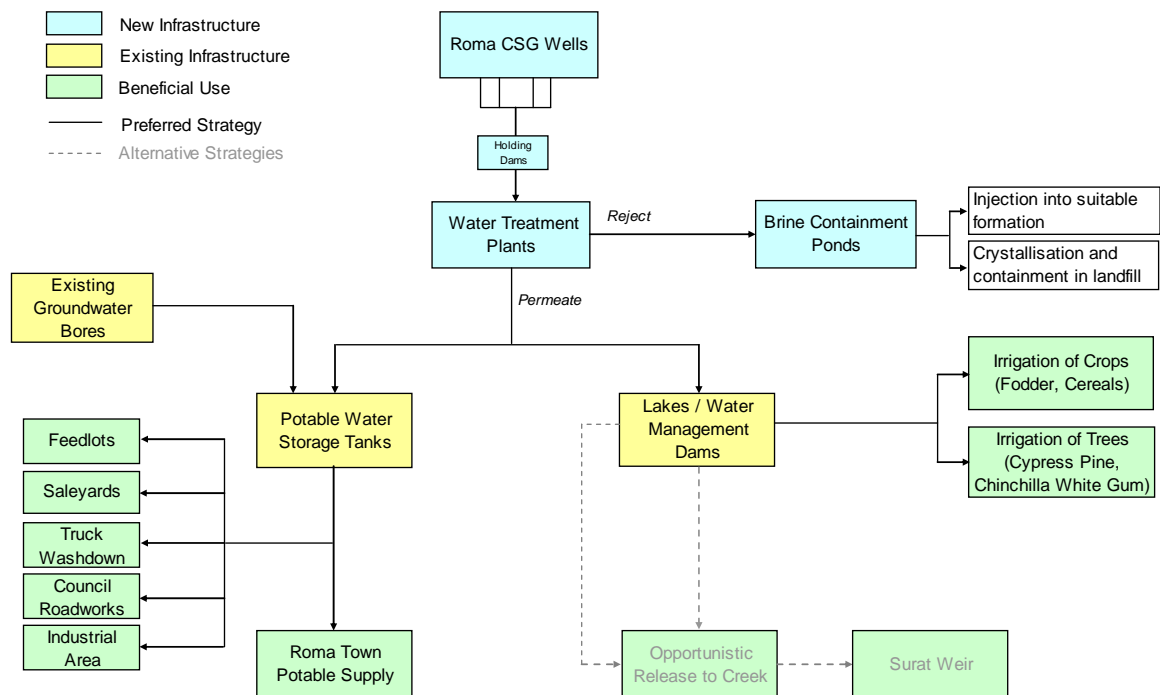 New Infrastructure
Existing Infrastructure
Beneficial Use
Preferred Strategy
Alternative Strategies
Roma CSG Wells
Holding
Dams
Water Treatment
Plants
Reject
Brine Containment
Ponds
Injection into suitable
formation
Crystallisation and
containment in landfill
Permeate
Existing
Groundwater
Bores
Potable Water
Storage Tanks
Lakes / Water
Management
Dams
Irrigation of Crops
(Fodder, Cereals)
Irrigation of Trees
(Cypress Pine,
Chinchilla White Gum)
Feedlots
Saleyards
Truck
Washdown
Council
Roadworks
Industrial
Area
Roma Town
Potable Supply
Opportunistic
Release to Creek
Surat Weir